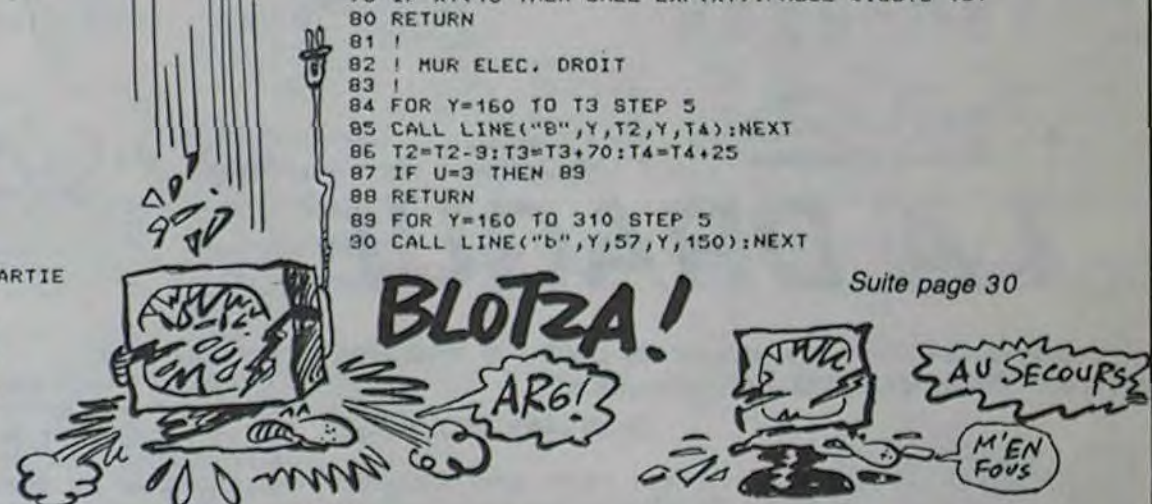 80 RETURN
81 !
82 ! MUR ELEC. DROIT
83 !
84 FOR Y=160 TO T3 STEP 5
85 CALL LINE("B",Y,T2,Y,T4):NEXT
86 T2=T2-9:T3=T3+70:T4=T4+25
87 IF U=3 THEN 89
88 RETURN
89 FOR Y=160 TO 310 STEP 5
90 CALL LINE("b",Y,57,Y,150):NEXT
ARTIE
Suite page 30
BLOTZA!
ARG!
AU SECOURS
M'EN
FOUS